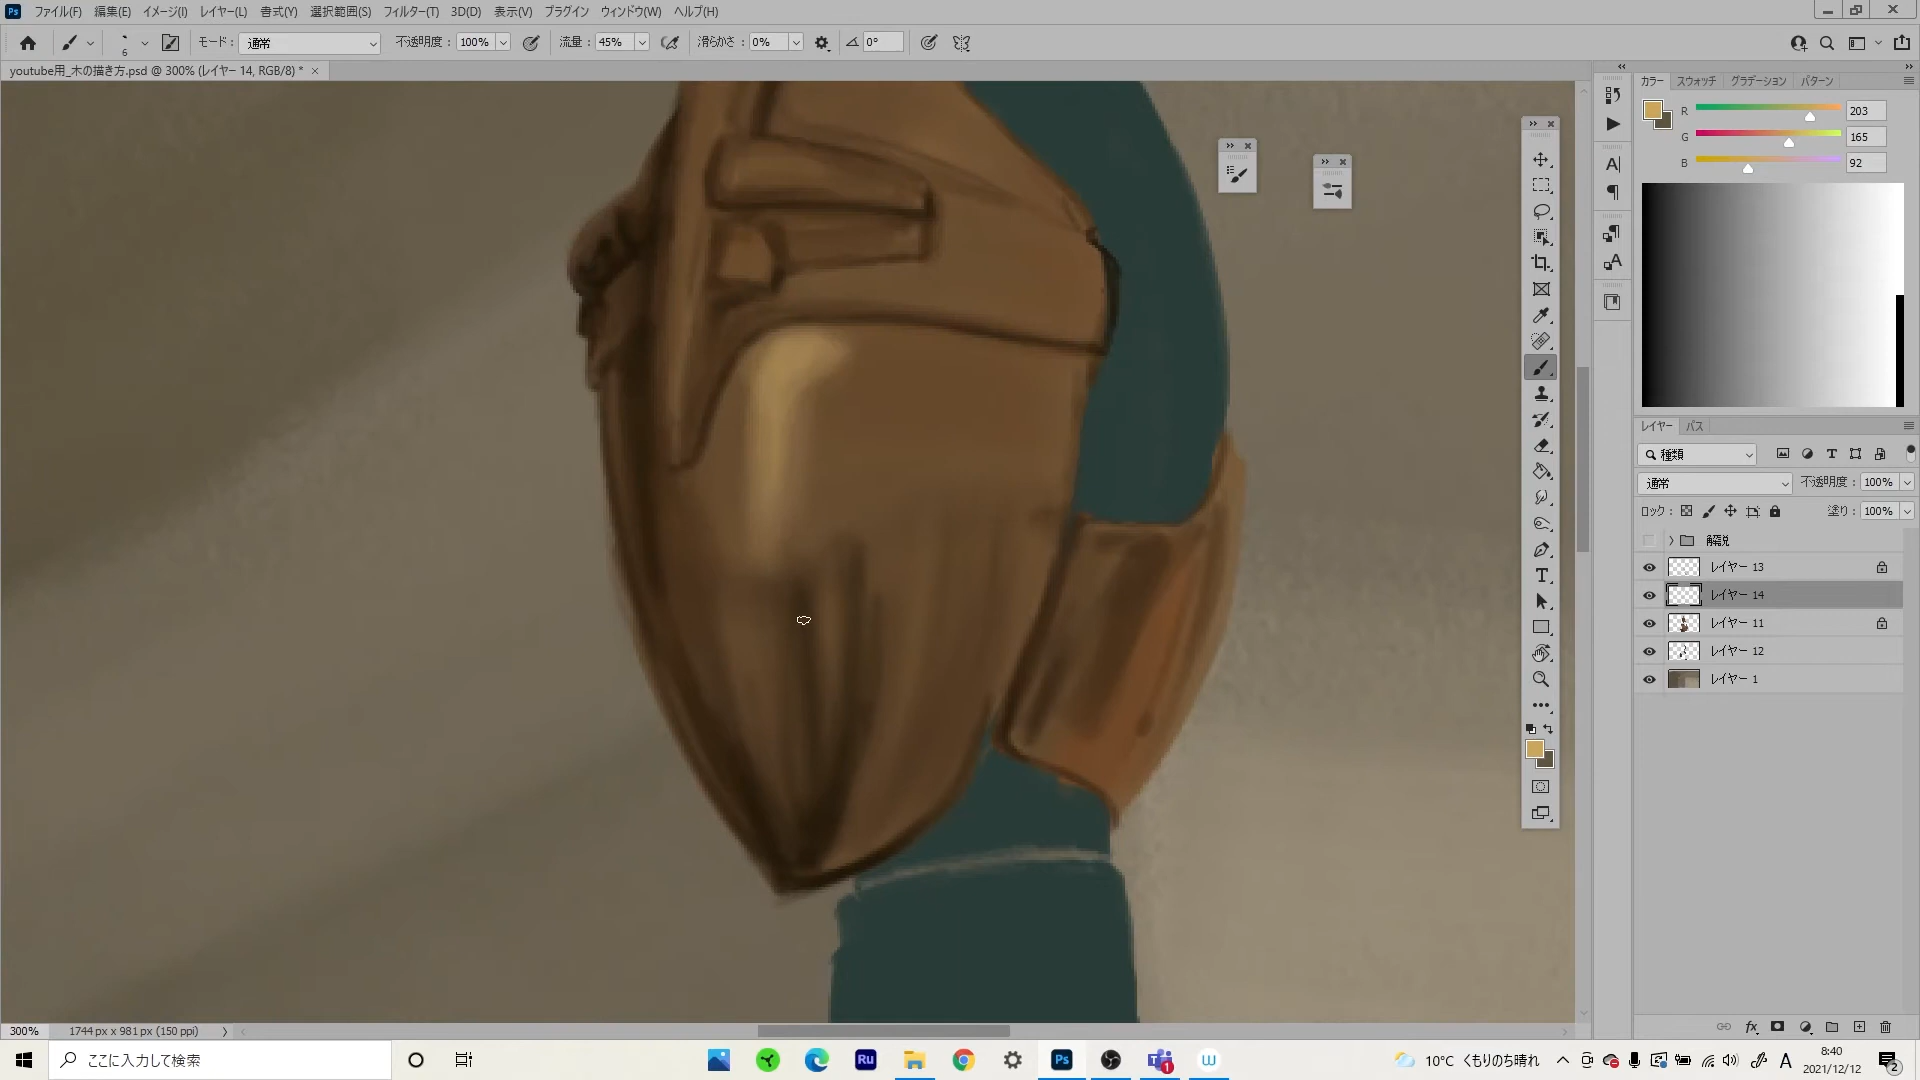 Ps ファイル(F) 編集(E) イメージ(I) レイヤー(L) 書式(Y) 選択範囲(S) フィルター(T) 3D(D) 表示(V) プラグイン ウィンドウ(W) ヘルプ(H)
6 モード : 通常 不透明度 : 100% 流量 : 45% 滑らかさ : 0% 0°
youtube用_木の描き方.psd @ 300% (レイヤー 14, RGB/8) * ×
カラー スウォッチ グラデーション パターン
R 203
G 165
B 92
レイヤー パス
種類
通常 不透明度 : 100%
ロック : 塗り : 100%
解説
レイヤー 13
レイヤー 14
レイヤー 11
レイヤー 12
レイヤー 1
300% 1744 px x 981 px (150 ppi)
ここに入力して検索
Ru Ps 1 W
10°C くもりのち晴れ A 8:40
2021/12/12 2